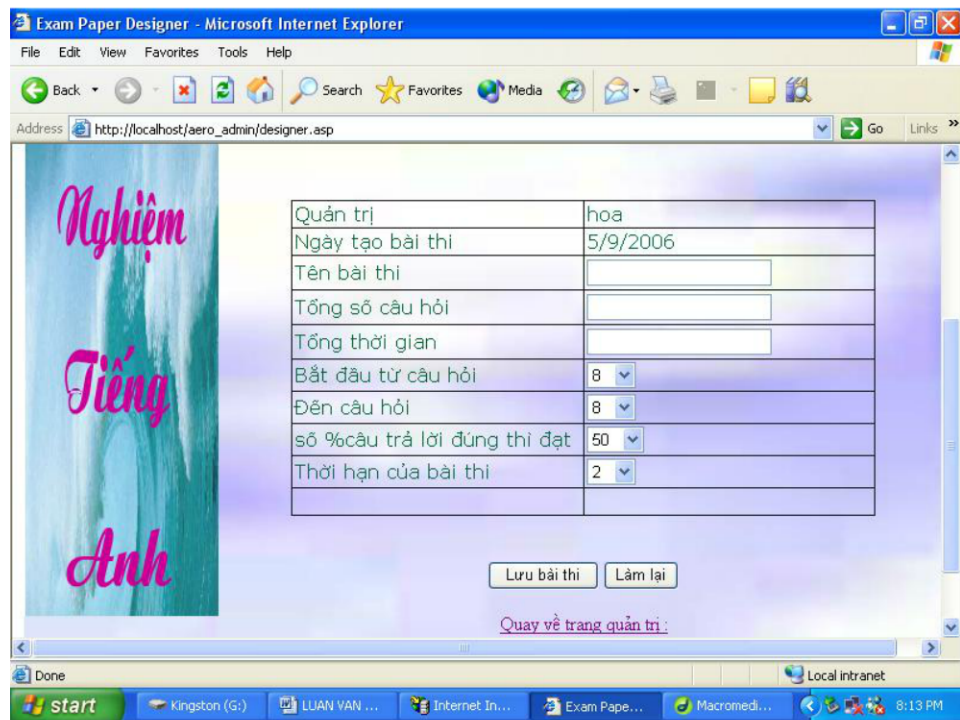 Exam Paper Designer - Microsoft Internet Explorer
File Edit View Favorites Tools Help
Back Search Favorites Media
Address http://localhost/aero_admin/designer.asp Go Links »
Nghiệm
Tiếng
Anh
Quản trị hoa
Ngày tạo bài thi 5/9/2006
Tên bài thi
Tổng số câu hỏi
Tổng thời gian
Bắt đầu từ câu hỏi 8
Đến câu hỏi 8
số %câu trả lời đúng thì đạt 50
Thời hạn của bài thi 2
Lưu bài thi Làm lại
Quay về trang quản trị :
Done Local intranet
start Kingston (G:) LUAN VAN ... Internet In... Exam Pape... Macromedi... 8:13 PM